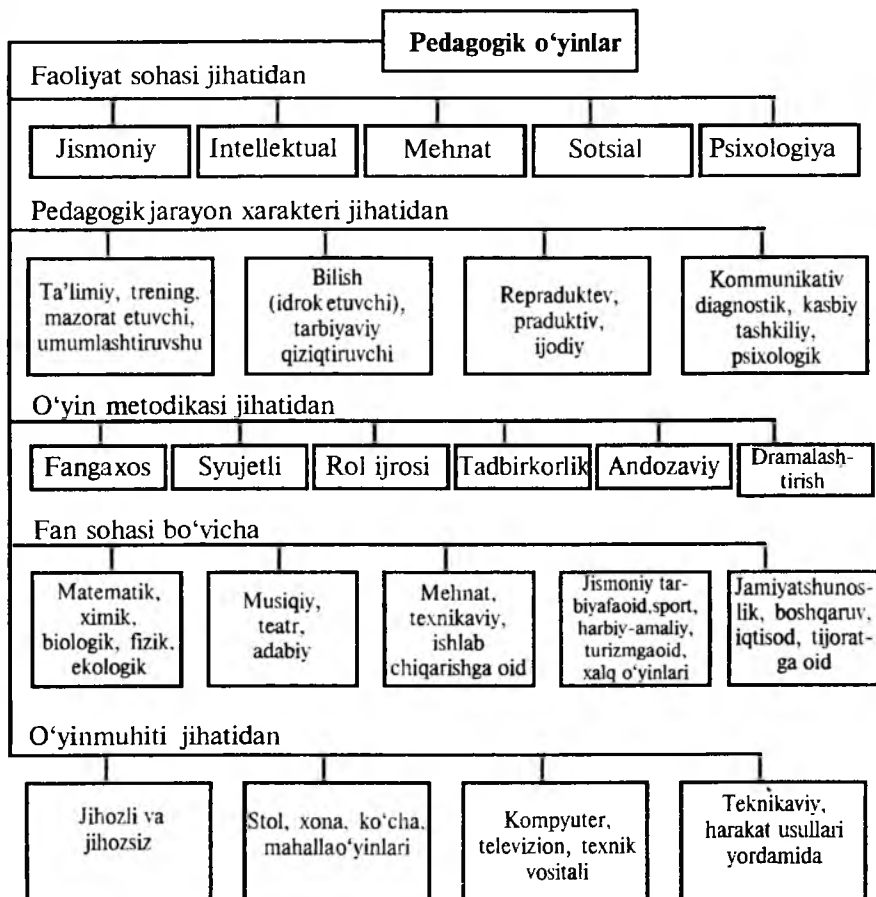 Pedagogik o‘yinlar
Faoliyat sohasi jihatidan
Jismoniy
Intellektual
Mehnat
Sotsial
Psixologiya
Pedagogik jarayon xarakteri jihatidan
Ta’limiy, trening,
mazorat etuvchi,
umumlashtiruvshu
Bilish
(idrok etuvchi),
tarbiyaviy
qiziqtiruvchi
Repraduktev,
praduktiv,
ijodiy
Kommunikativ
diagnostik, kasbiy
tashkiliy,
psixologik
O‘yin metodikasi jihatidan
Fangaxos
Syujetli
Rol ijrosi
Tadbirkorlik
Andozaviy
Dramalash-
tirish
Fan sohasi bo‘vicha
Matematik,
ximik,
biologik, fizik,
ekologik
Musiqiy,
teatr,
adabiy
Mehnat,
texnikaviy,
ishlab
chiqarishga oid
Jismoniy tar-
biyafaoid,sport,
harbiy-amaliy,
turizmgaoid,
xalq o‘yinlari
Jamiyatshunos-
lik, boshqaruv,
iqtisod, tijorat-
ga oid
O‘yinmuhiti jihatidan
Jihozli va
jihozsiz
Stol, xona, ko‘cha,
mahallao‘yinlari
Kompyuter,
televizion, texnik
vositali
Teknikaviy,
harakat usullari
yordamida